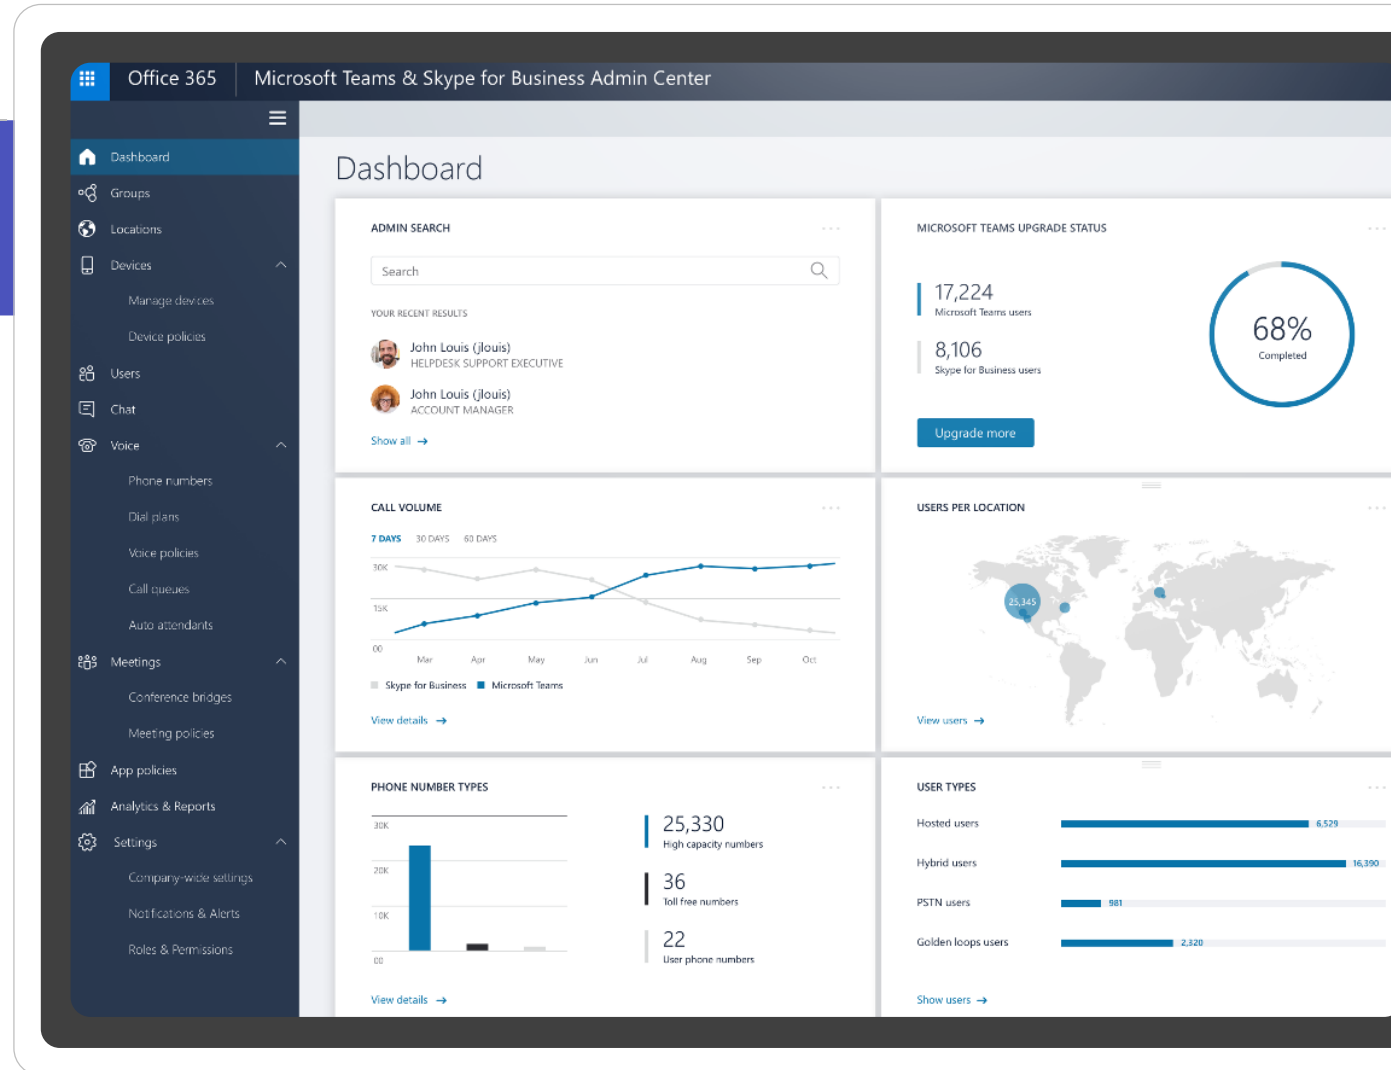 Office 365
Microsoft Teams & Skype for Business Admin Center
Dashboard
Groups
Locations
Devices
Manage devices
Device policies
Users
Chat
Voice
Phone numbers
Dial plans
Voice policies
Call queues
Auto attendants
Meetings
Conference bridges
Meeting policies
App policies
Analytics & Reports
Settings
Company-wide settings
Notifications & Alerts
Roles & Permissions
Dashboard
ADMIN SEARCH
Search
YOUR RECENT RESULTS
John Louis (jlouis)
HELPDESK SUPPORT EXECUTIVE
John Louis (jlouis)
ACCOUNT MANAGER
Show all →
MICROSOFT TEAMS UPGRADE STATUS
17,224
Microsoft Teams users
8,106
Skype for Business users
68%
Completed
Upgrade more
CALL VOLUME
7 DAYS 30 DAYS 60 DAYS
30K
15K
00
Mar Apr May Jun Jul Aug Sep Oct
Skype for Business Microsoft Teams
View details →
USERS PER LOCATION
25,345
View users →
PHONE NUMBER TYPES
30K
20K
10K
00
25,330
High capacity numbers
36
Toll free numbers
22
User phone numbers
View details →
USER TYPES
Hosted users 6,529
Hybrid users 16,390
PSTN users 981
Golden loops users 2,320
Show users →